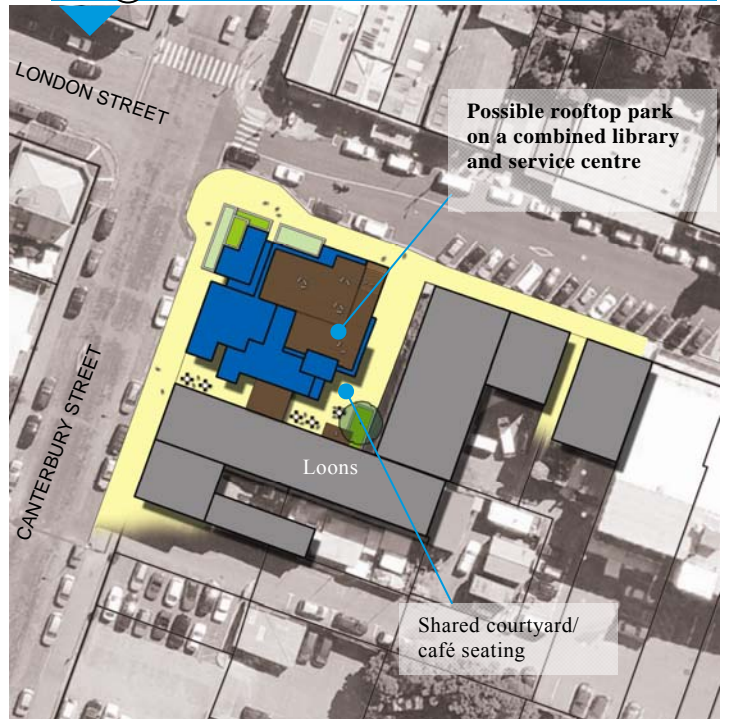 LONDON STREET
Possible rooftop park
on a combined library
and service centre
CANTERBURY STREET
Loons
Shared courtyard/
café seating